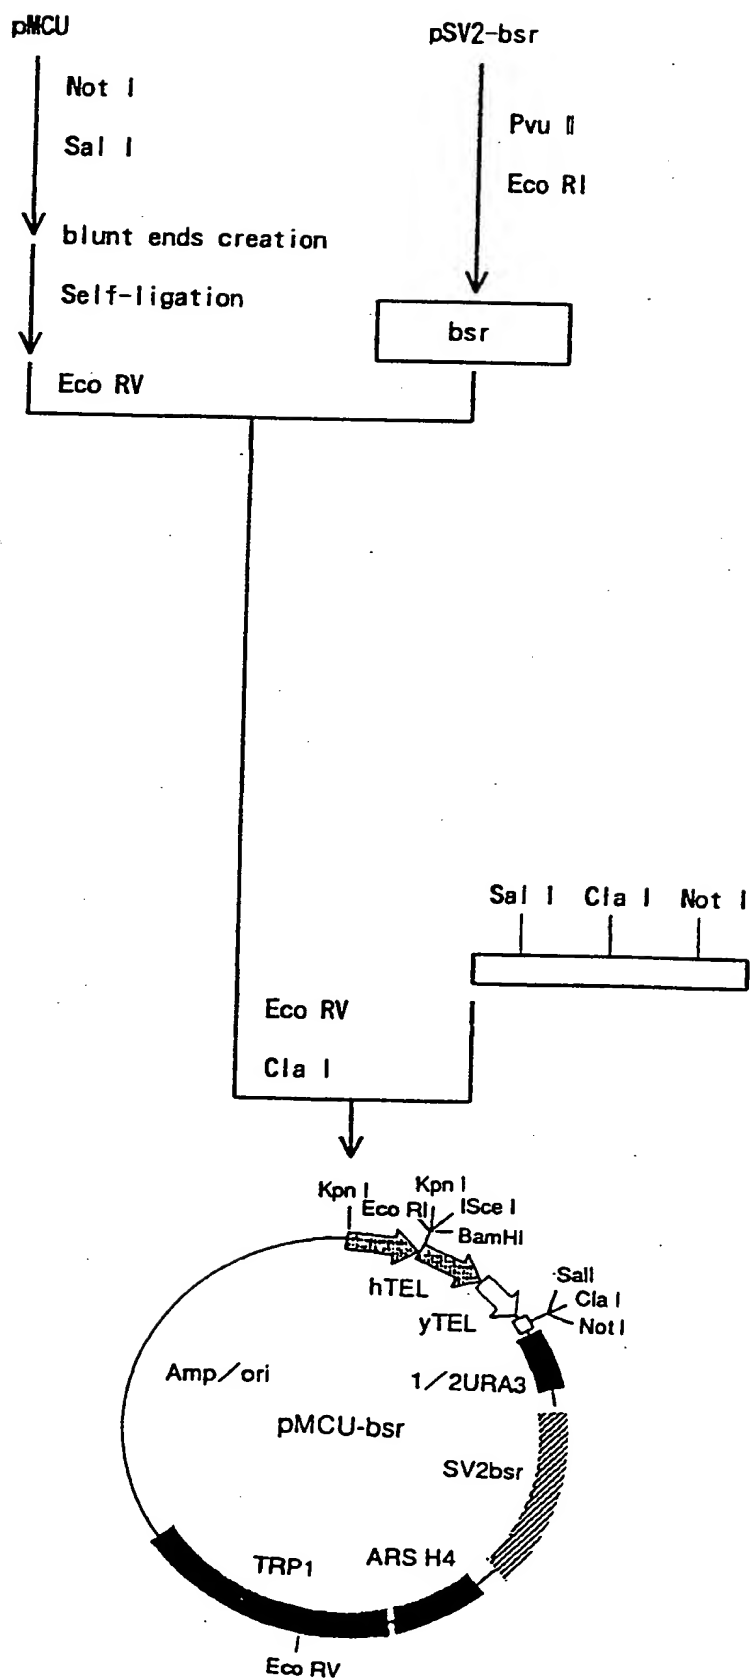 pMCU
pSV2-bsr
Not I
Sal I
Pvu II
Eco RI
blunt ends creation
Self-ligation
bsr
Eco RV
Sal I Cla I Not I
Eco RV
Cla I
Kpn I
Kpn I
Eco RI
ISce I
BamHI
hTEL
yTEL
SalI
Cla I
Not I
Amp/ori
1/2URA3
pMCU-bsr
SV2bsr
TRP1
ARS H4
Eco RV